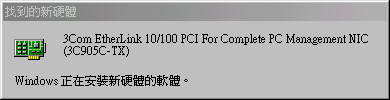 找到的新硬體
3Com EtherLink 10/100 PCI For Complete PC Management NIC
(3C905C-TX)
Windows 正在安裝新硬體的軟體。